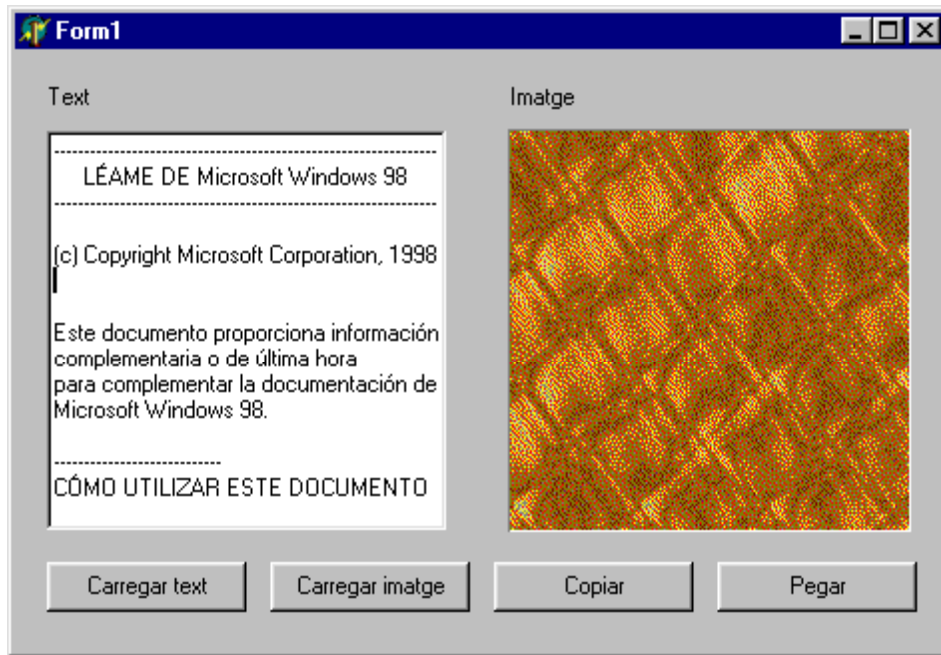 Form1
Text
Imatge
----------------------------------------------------------------
LÉAME DE Microsoft Windows 98
----------------------------------------------------------------
(c) Copyright Microsoft Corporation, 1998
Este documento proporciona información
complementaria o de última hora
para complementar la documentación de
Microsoft Windows 98.
----------------------------
CÓMO UTILIZAR ESTE DOCUMENTO
Carregar text
Carregar imatge
Copiar
Pegar